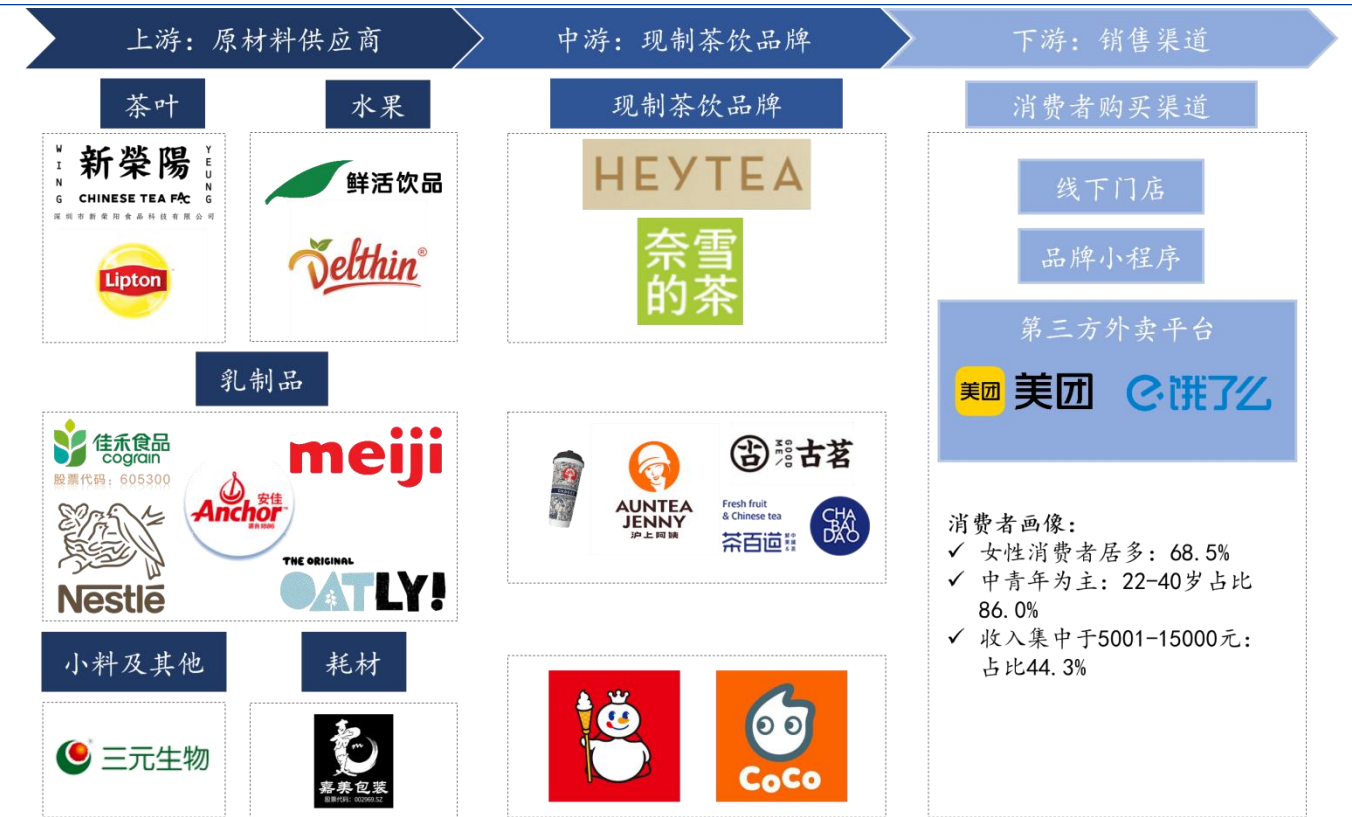 上游：原材料供应商
中游：现制茶饮品牌
下游：销售渠道
茶叶
水果
现制茶饮品牌
消费者购买渠道
WING
新榮陽
YEUNG
CHINESE TEA FAC
深圳市新榮阳食品科技有限公司
Lipton
鲜活饮品
Delthin®
HEYTEA
奈雪
的茶
线下门店
品牌小程序
第三方外卖平台
美团
美团
饿了么
乳制品
佳禾食品
cograin
股票代码：605300
meiji
安佳
Anchor
源自1886
Nestlé
THE ORIGINAL
OATLY!
AUNTEA
JENNY
沪上阿姨
古
GOOD
ME
古茗
Fresh fruit
& Chinese tea
茶百道
CHA
BAI
DAO
消费者画像：
✓ 女性消费者居多：68.5%
✓ 中青年为主：22-40岁占比
86.0%
✓ 收入集中于5001-15000元：
占比44.3%
小料及其他
耗材
三元生物
嘉美包装
股票代码：002969.SZ
CoCo